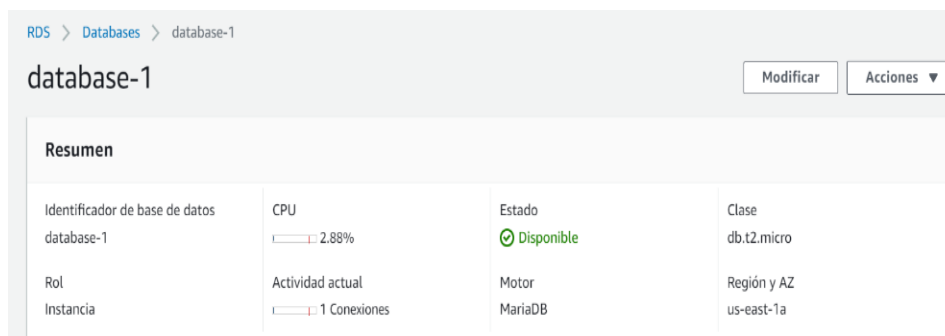 RDS > Databases > database-1
database-1
Modificar
Acciones ▼
Resumen
Identificador de base de datos
database-1
CPU
2.88%
Estado
Disponible
Clase
db.t2.micro
Rol
Instancia
Actividad actual
1 Conexiones
Motor
MariaDB
Región y AZ
us-east-1a